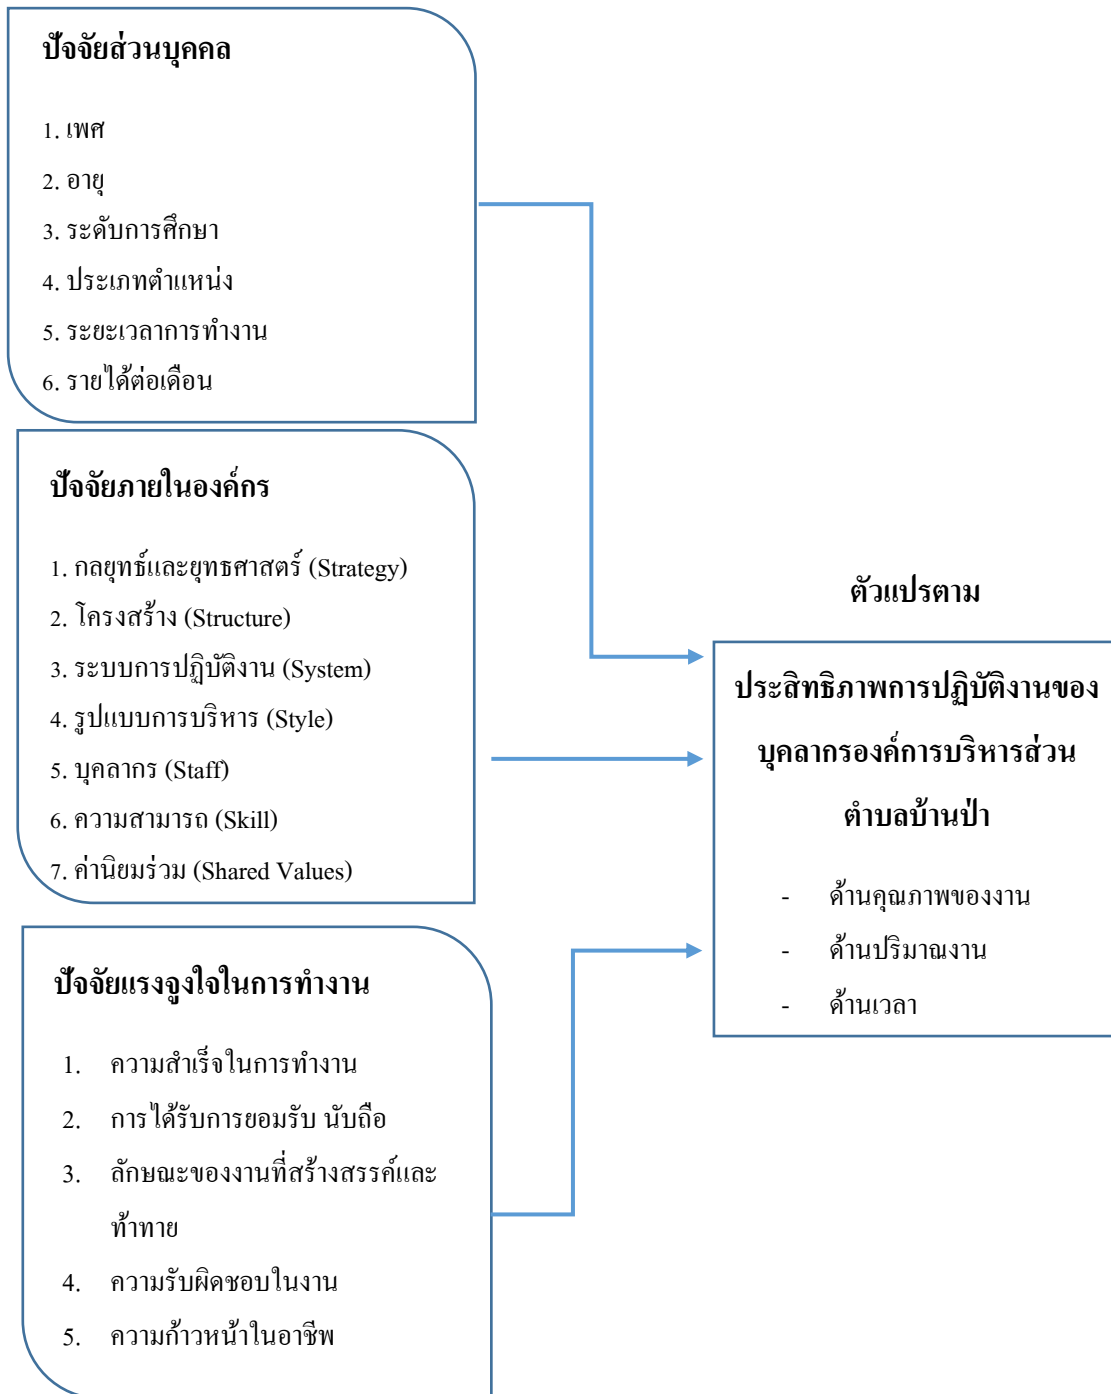 ปัจจัยส่วนบุคคล
1. เพศ
2. อายุ
3. ระดับการศึกษา
4. ประเภทตำแหน่ง
5. ระยะเวลาการทำงาน
6. รายได้ต่อเดือน
ปัจจัยภายในองค์กร
1. กลยุทธ์และยุทธศาสตร์ (Strategy)
2. โครงสร้าง (Structure)
3. ระบบการปฏิบัติงาน (System)
4. รูปแบบการบริหาร (Style)
5. บุคลากร (Staff)
6. ความสามารถ (Skill)
7. ค่านิยมร่วม (Shared Values)
ปัจจัยแรงจูงใจในการทำงาน
1. ความสำเร็จในการทำงาน
2. การได้รับการยอมรับ นับถือ
3. ลักษณะของงานที่สร้างสรรค์และ
ท้าทาย
4. ความรับผิดชอบในงาน
5. ความก้าวหน้าในอาชีพ
ตัวแปรตาม
ประสิทธิภาพการปฏิบัติงานของ
บุคลากรองค์การบริหารส่วน
ตำบลบ้านป่า
- ด้านคุณภาพของงาน
- ด้านปริมาณงาน
- ด้านเวลา